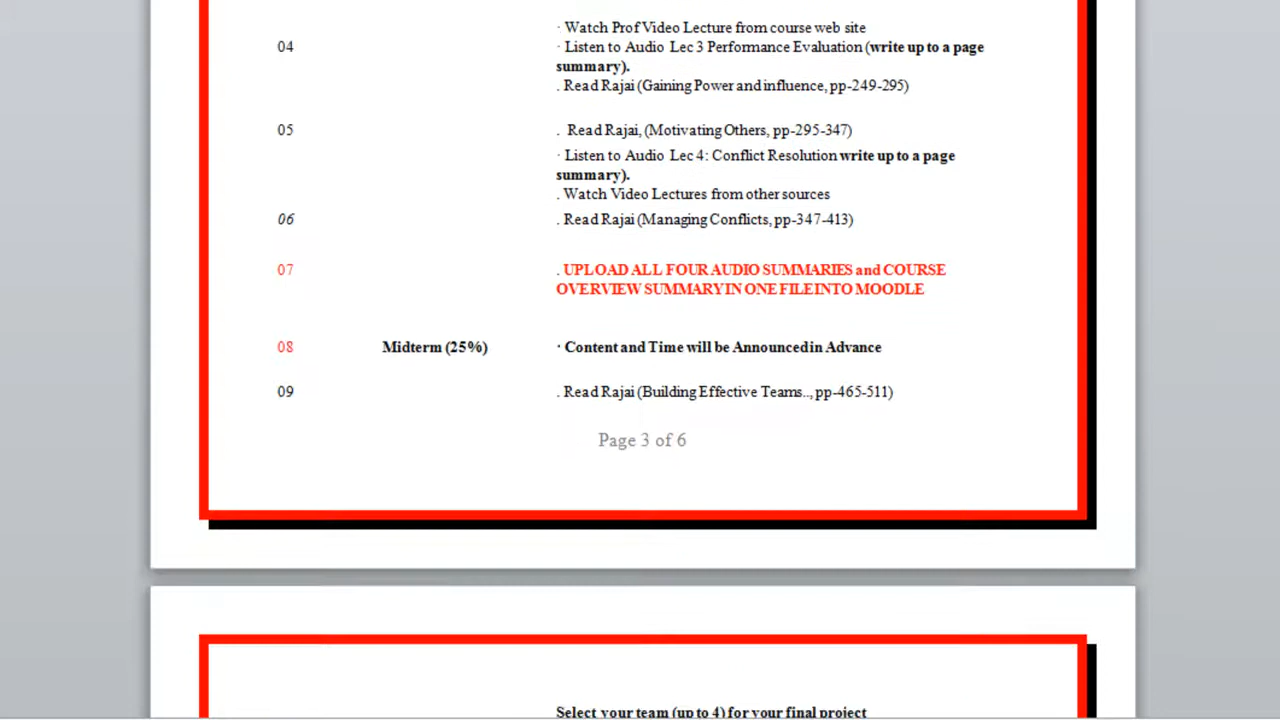 · Watch Prof Video Lecture from course web site
04 · Listen to Audio Lec 3 Performance Evaluation (write up to a page
summary).
. Read Rajai (Gaining Power and influence, pp-249-295)
05 . Read Rajai, (Motivating Others, pp-295-347)
· Listen to Audio Lec 4: Conflict Resolution write up to a page
summary).
. Watch Video Lectures from other sources
06 . Read Rajai (Managing Conflicts, pp-347-413)
07 . UPLOAD ALL FOUR AUDIO SUMMARIES and COURSE
OVERVIEW SUMMARY IN ONE FILE INTO MOODLE
08 Midterm (25%) · Content and Time will be Announced in Advance
09 . Read Rajai (Building Effective Teams.., pp-465-511)
Page 3 of 6
Select your team (up to 4) for your final project